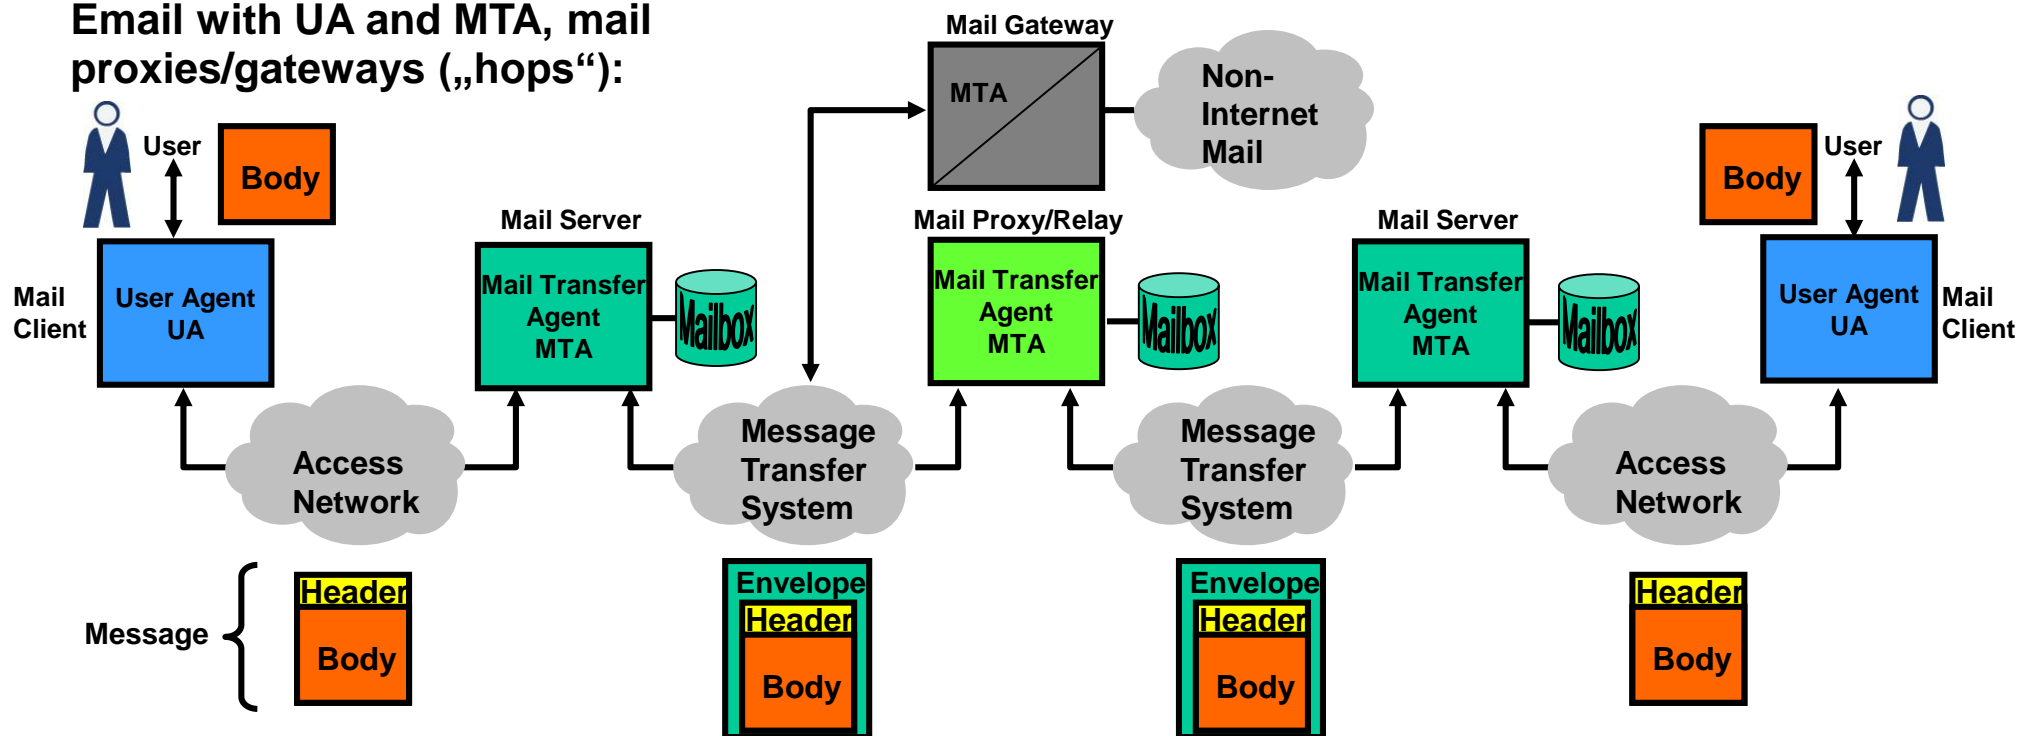 Email with UA and MTA, mail
proxies/gateways („hops“):
Mail Gateway
MTA
Non-
Internet
Mail
User
Body
Body
User
Mail Server
Mail Proxy/Relay
Mail Server
Mail
Client
User Agent
UA
Mail Transfer
Agent
MTA
Mailbox
Mail Transfer
Agent
MTA
Mailbox
Mail Transfer
Agent
MTA
Mailbox
User Agent
UA
Mail
Client
Access
Network
Message
Transfer
System
Message
Transfer
System
Access
Network
Message
Header
Body
Envelope
Header
Body
Envelope
Header
Body
Header
Body